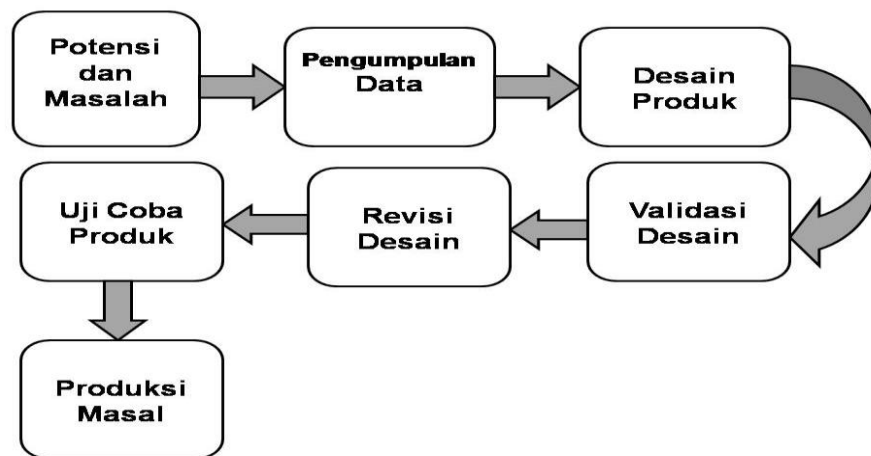 Potensi
dan
Masalah
Pengumpulan
Data
Desain
Produk
Validasi
Desain
Revisi
Desain
Uji Coba
Produk
Produksi
Masal